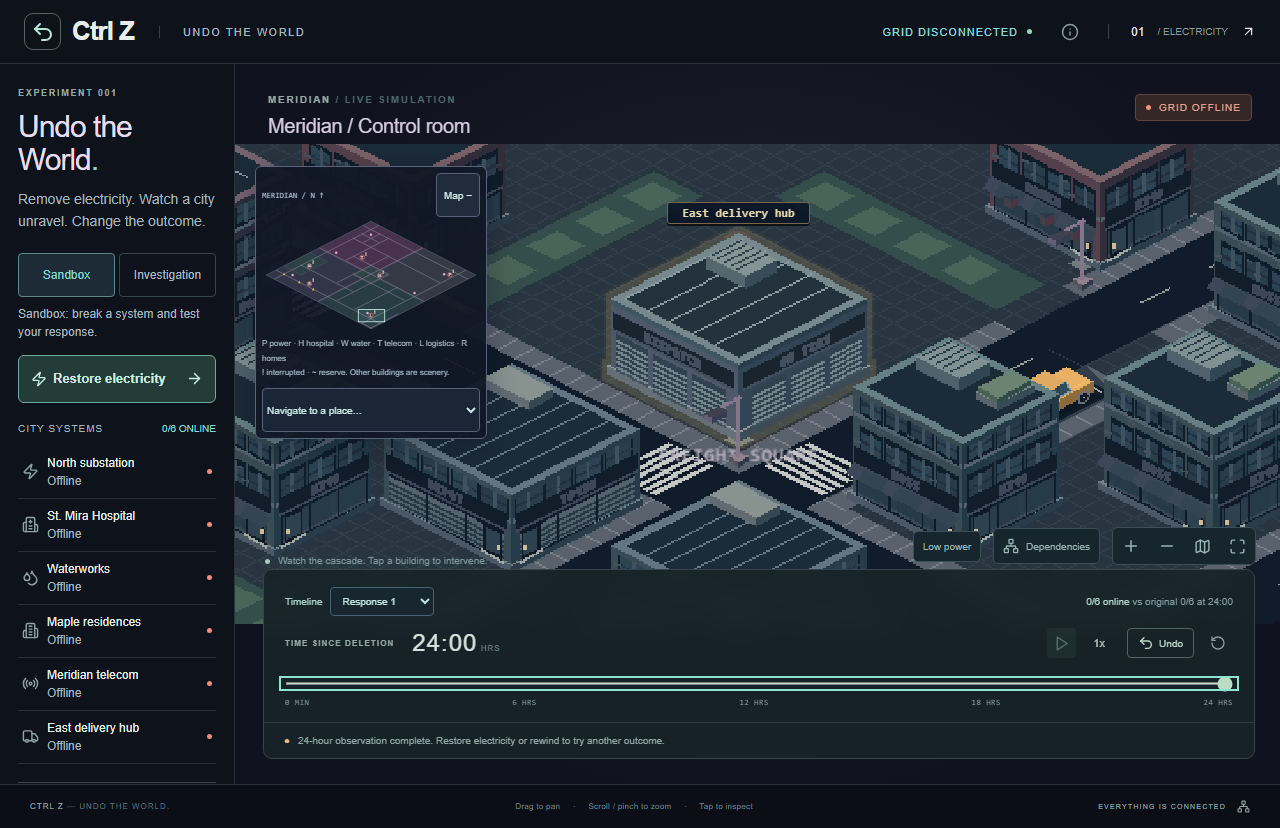 Ctrl Z
UNDO THE WORLD
GRID DISCONNECTED
01 / ELECTRICITY
EXPERIMENT 001
Undo the
World.
Remove electricity. Watch a city
unravel. Change the outcome.
Sandbox
Investigation
Sandbox: break a system and test
your response.
Restore electricity
CITY SYSTEMS
0/6 ONLINE
North substation
Offline
St. Mira Hospital
Offline
Waterworks
Offline
Maple residences
Offline
Meridian telecom
Offline
East delivery hub
Offline
MERIDIAN / LIVE SIMULATION
Meridian / Control room
GRID OFFLINE
MERIDIAN / N ↑
Map −
P power · H hospital · W water · T telecom · L logistics · R
homes
! interrupted · ~ reserve. Other buildings are scenery.
Navigate to a place...
East delivery hub
Low power
Dependencies
Watch the cascade. Tap a building to intervene.
Timeline
Response 1
0/6 online vs original 0/6 at 24:00
TIME SINCE DELETION
24:00 HRS
1x
Undo
0 MIN
6 HRS
12 HRS
18 HRS
24 HRS
24-hour observation complete. Restore electricity or rewind to try another outcome.
CTRL Z — UNDO THE WORLD.
Drag to pan · Scroll / pinch to zoom · Tap to inspect
EVERYTHING IS CONNECTED